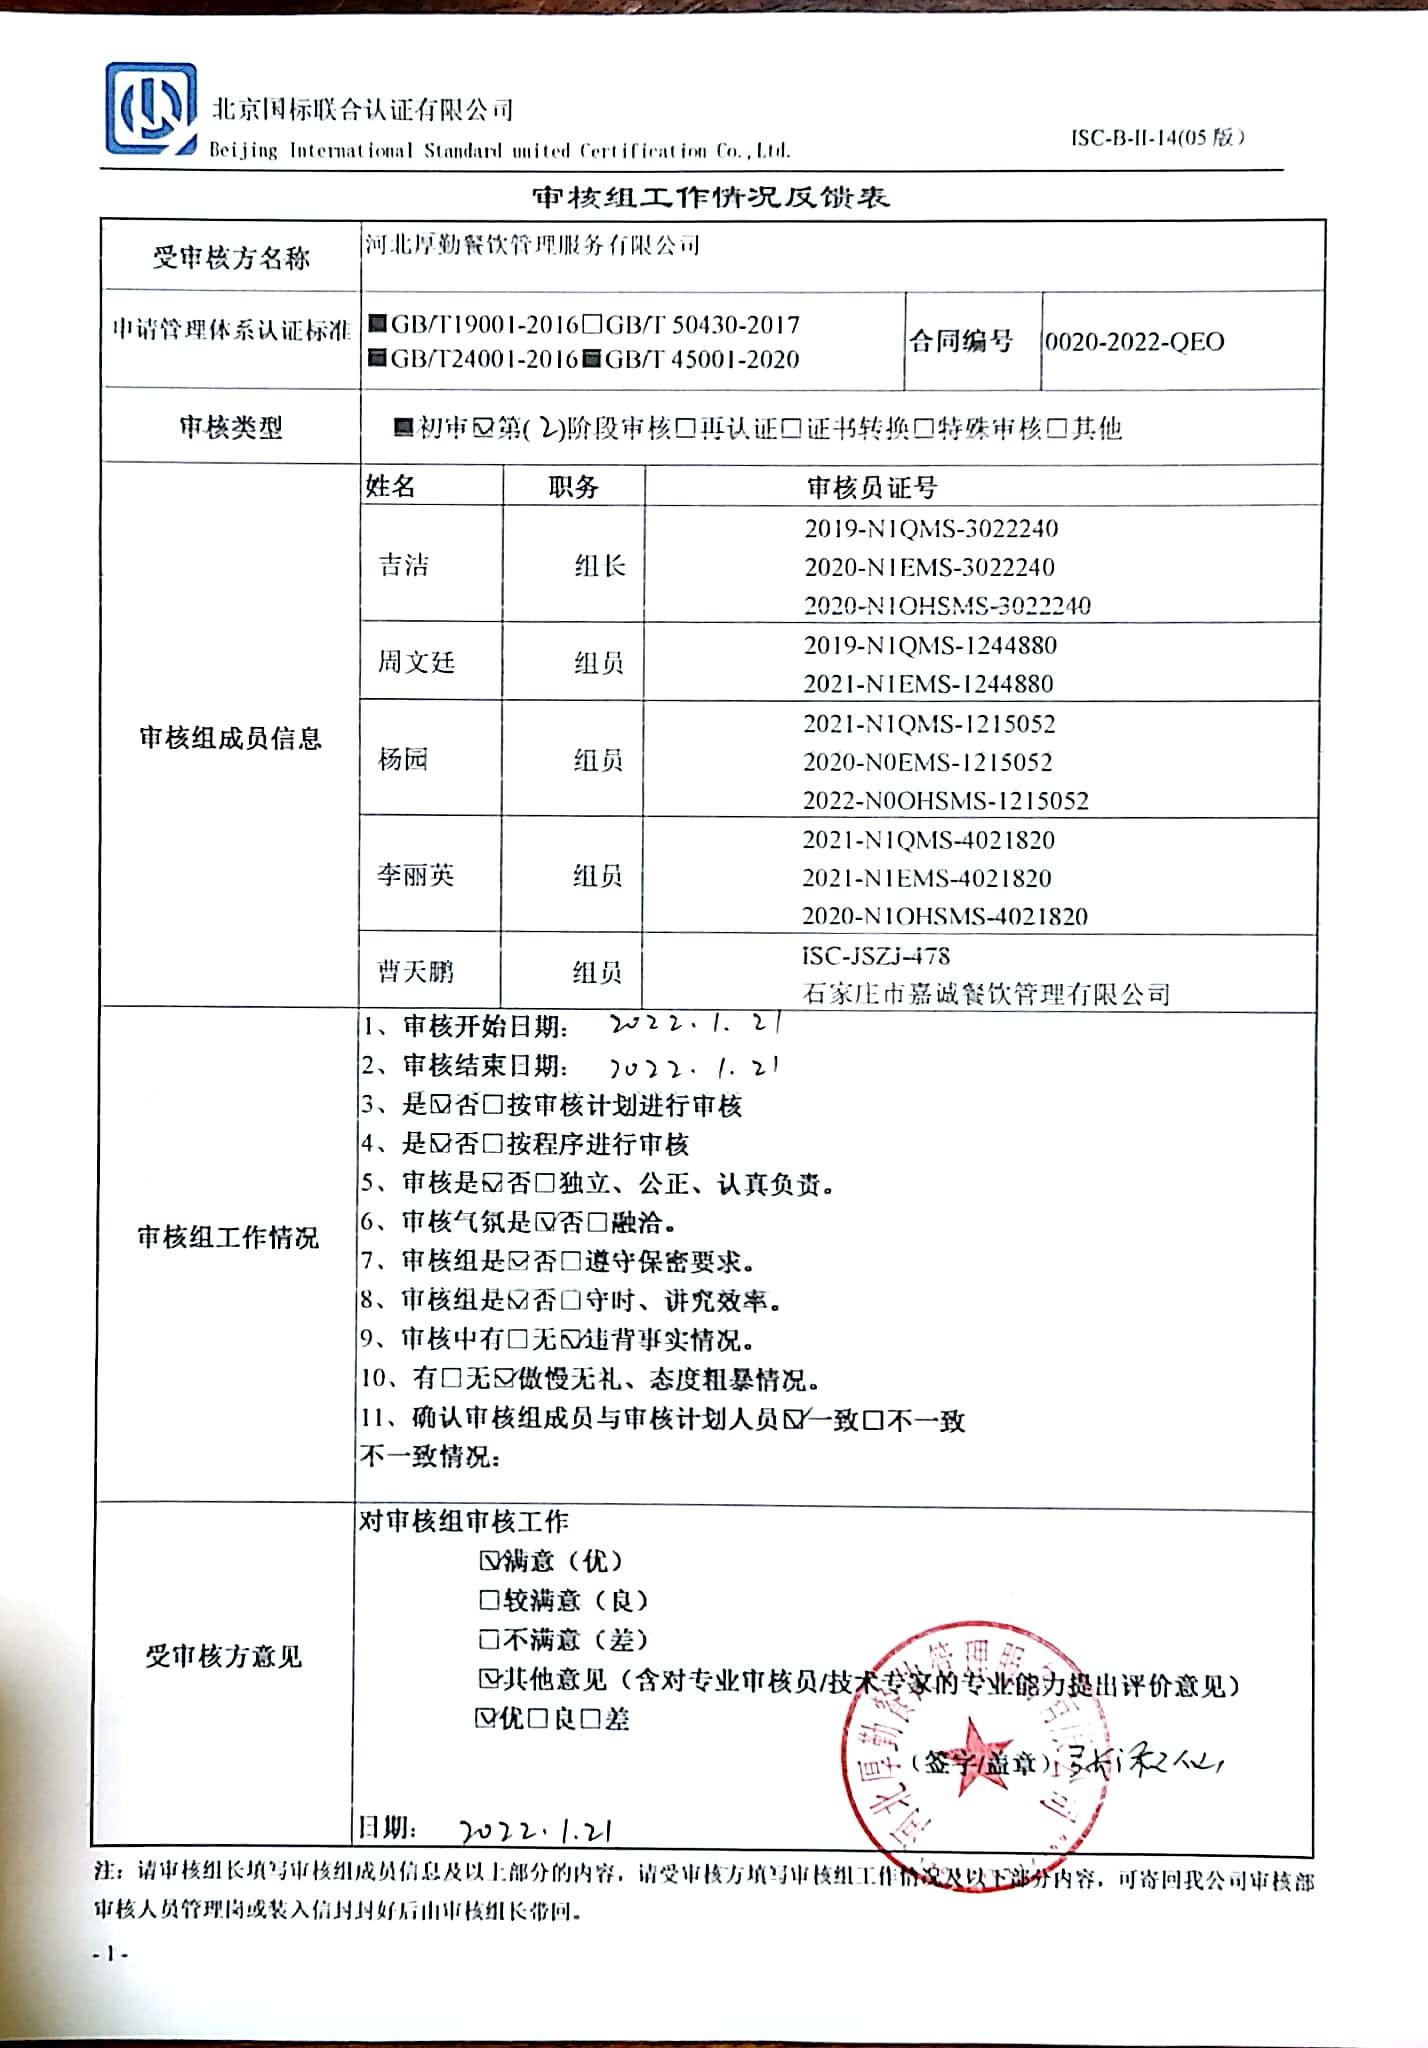 北京国标联合认证有限公司
Beijing International Standard united Certification Co.,Ltd.
ISC-B-II-14(05版)
审核组工作情况反馈表
受审核方名称 河北厚勤餐饮管理服务有限公司
申请管理体系认证标准
■GB/T19001-2016□GB/T 50430-2017
■GB/T24001-2016■GB/T 45001-2020
合同编号 0020-2022-QEO
审核类型 ■初审☑第(2)阶段审核□再认证□证书转换□特殊审核□其他
审核组成员信息
姓名 职务 审核员证号
吉洁 组长
2019-N1QMS-3022240
2020-N1EMS-3022240
2020-N1OHSMS-3022240
周文廷 组员
2019-N1QMS-1244880
2021-N1EMS-1244880
杨园 组员
2021-N1QMS-1215052
2020-N0EMS-1215052
2022-N0OHSMS-1215052
李丽英 组员
2021-N1QMS-4021820
2021-N1EMS-4021820
2020-N1OHSMS-4021820
曹天鹏 组员
ISC-JSZJ-478
石家庄市嘉诚餐饮管理有限公司
审核组工作情况
1、审核开始日期: 2022.1.21
2、审核结束日期: 2022.1.21
3、是☑否□按审核计划进行审核
4、是☑否□按程序进行审核
5、审核是☑否□独立、公正、认真负责。
6、审核气氛是☑否□融洽。
7、审核组是☑否□遵守保密要求。
8、审核组是☑否□守时、讲究效率。
9、审核中有□无☑违背事实情况。
10、有□无☑傲慢无礼、态度粗暴情况。
11、确认审核组成员与审核计划人员☑一致□不一致
不一致情况:
受审核方意见
对审核组审核工作
☑满意（优）
□较满意（良）
□不满意（差）
☑其他意见（含对专业审核员/技术专家的专业能力提出评价意见）
☑优□良□差
（签字/盖章）
河北厚勤餐饮管理服务有限公司
日期: 2022.1.21
注: 请审核组长填写审核组成员信息及以上部分的内容，请受审核方填写审核组工作情况及以下部分内容，可寄回我公司审核部
审核人员管理岗或装入信封封好后由审核组长带回。
- 1 -